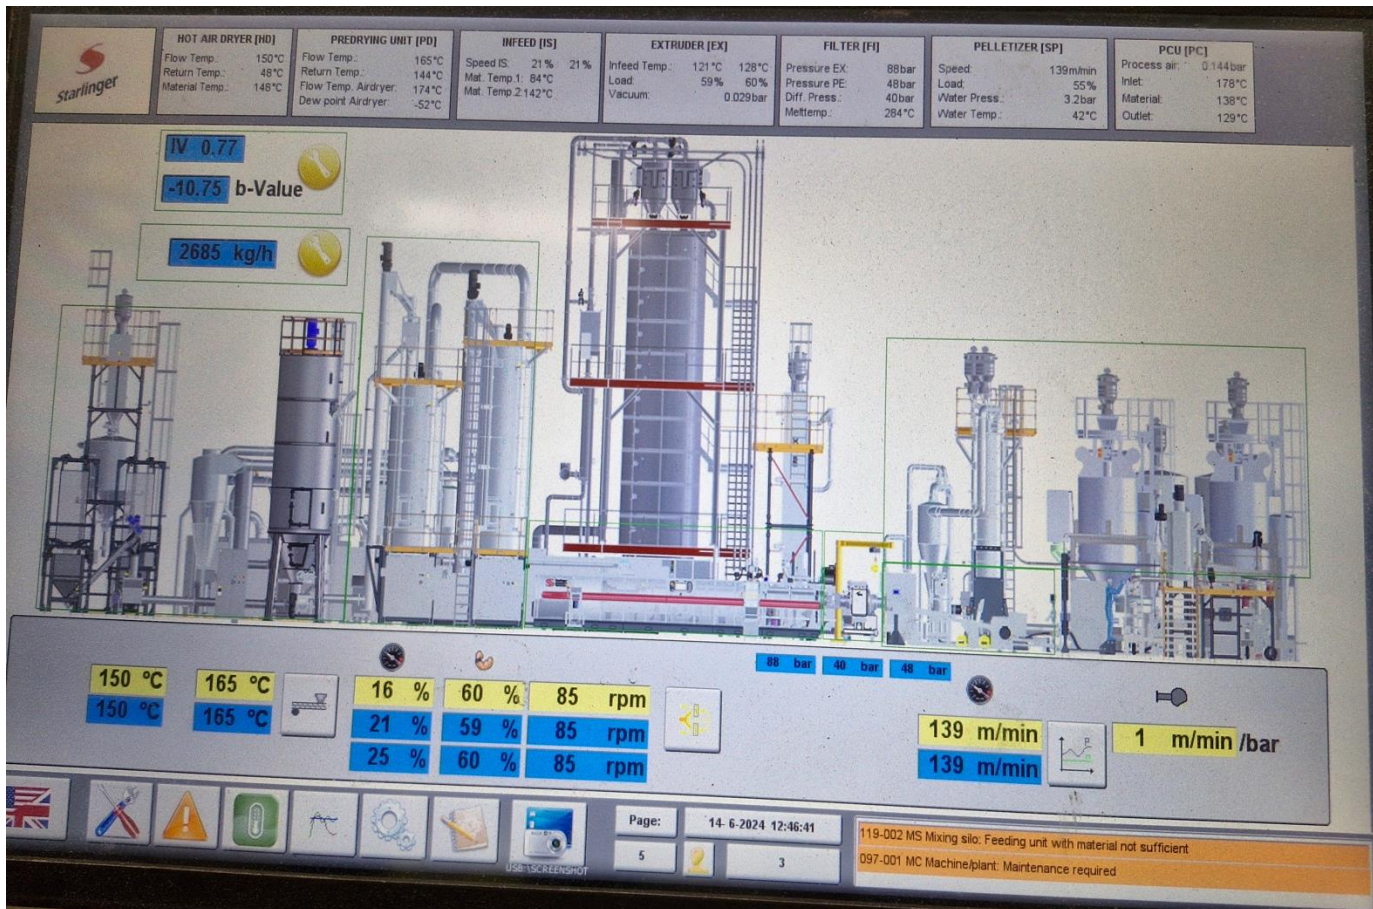 Starlinger
HOT AIR DRYER [HD]
Flow Temp.: 150°C
Return Temp.: 48°C
Material Temp.: 148°C
PREDRYING UNIT [PD]
Flow Temp.: 165°C
Return Temp.: 144°C
Flow Temp. Airdryer: 174°C
Dew point Airdryer: -52°C
INFEED [IS]
Speed IS: 21% 21%
Mat. Temp.1: 84°C
Mat. Temp.2: 142°C
EXTRUDER [EX]
Infeed Temp.: 121°C 128°C
Load: 59% 60%
Vacuum: 0.029bar
FILTER [FI]
Pressure EX: 88bar
Pressure PE: 48bar
Diff. Press.: 40bar
Melttemp.: 284°C
PELLETIZER [SP]
Speed: 139m/min
Load: 55%
Water Press.: 3.2bar
Water Temp.: 42°C
PCU [PC]
Process air: 0.144bar
Inlet: 178°C
Material: 138°C
Outlet: 129°C
IV 0.77
-10.75 b-Value
2685 kg/h
88 bar 40 bar 48 bar
150 °C 165 °C 16 % 60 % 85 rpm 139 m/min 1 m/min /bar
150 °C 165 °C 21 % 59 % 85 rpm 139 m/min
25 % 60 % 85 rpm
USB:\SCREENSHOT
Page: 14- 6-2024 12:46:41
5 3
119-002 MS Mixing silo: Feeding unit with material not sufficient
097-001 MC Machine/plant: Maintenance required